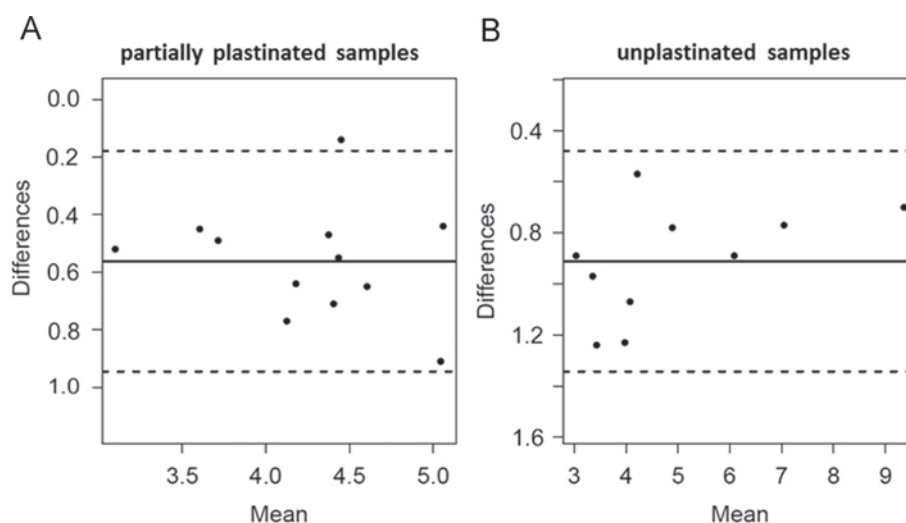 A
partially plastinated samples
Differences
0.0
0.2
0.4
0.6
0.8
1.0
3.5 4.0 4.5 5.0
Mean
B
unplastinated samples
Differences
0.4
0.8
1.2
1.6
3 4 5 6 7 8 9
Mean